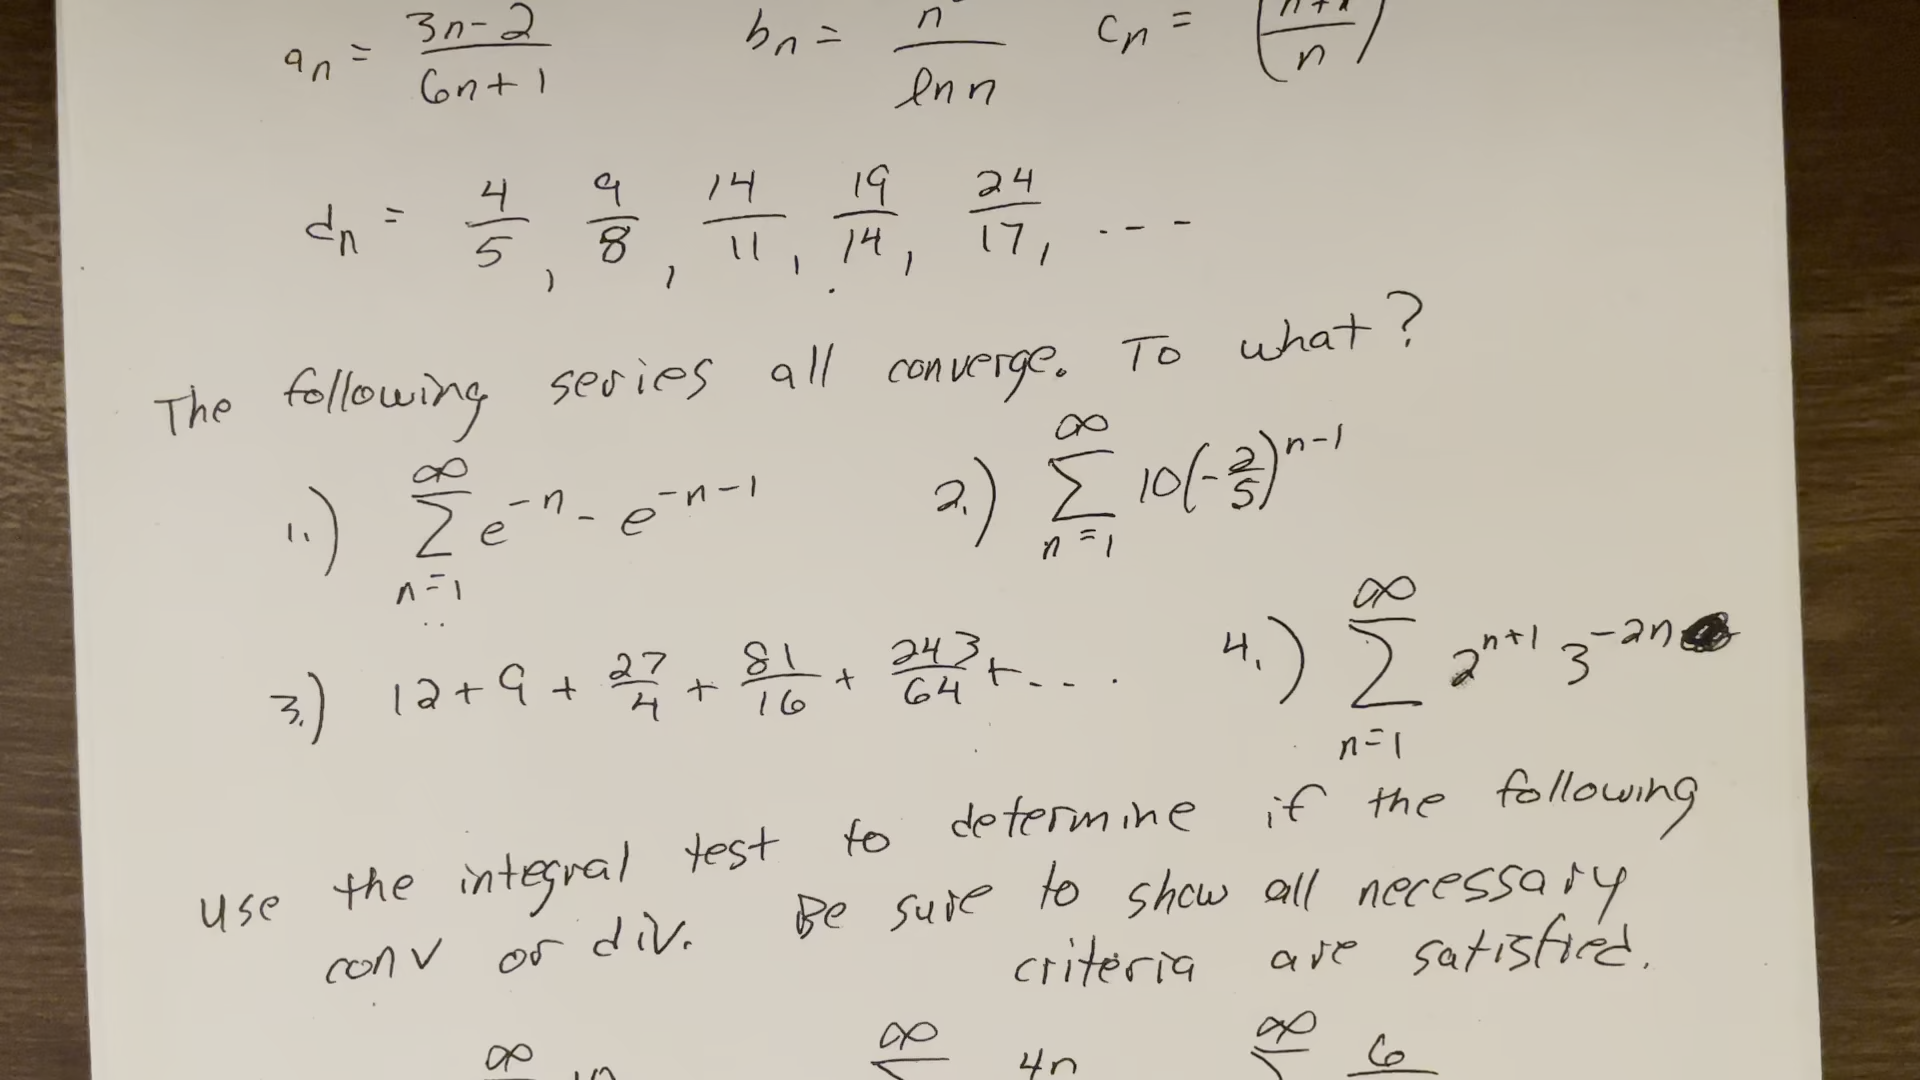 aₙ = (3n-2)/(6n+1) bₙ = n/(ln n) cₙ = ( /n)
dₙ = 4/5, 9/8, 14/11, 19/14, 24/17, ...
The following series all converge. To what?
1.) ∑_{n=1}^{∞} e^{-n} - e^{-n-1} 2.) ∑_{n=1}^{∞} 10(-2/5)^{n-1}
3.) 12 + 9 + 27/4 + 81/16 + 243/64 + .... 4.) ∑_{n=1}^{∞} 2^{n+1} 3^{-2n}
Use the integral test to determine if the following
conv or div. Be sure to show all necessary
criteria are satisfied.
∞ ∞ 4n ∞ 6